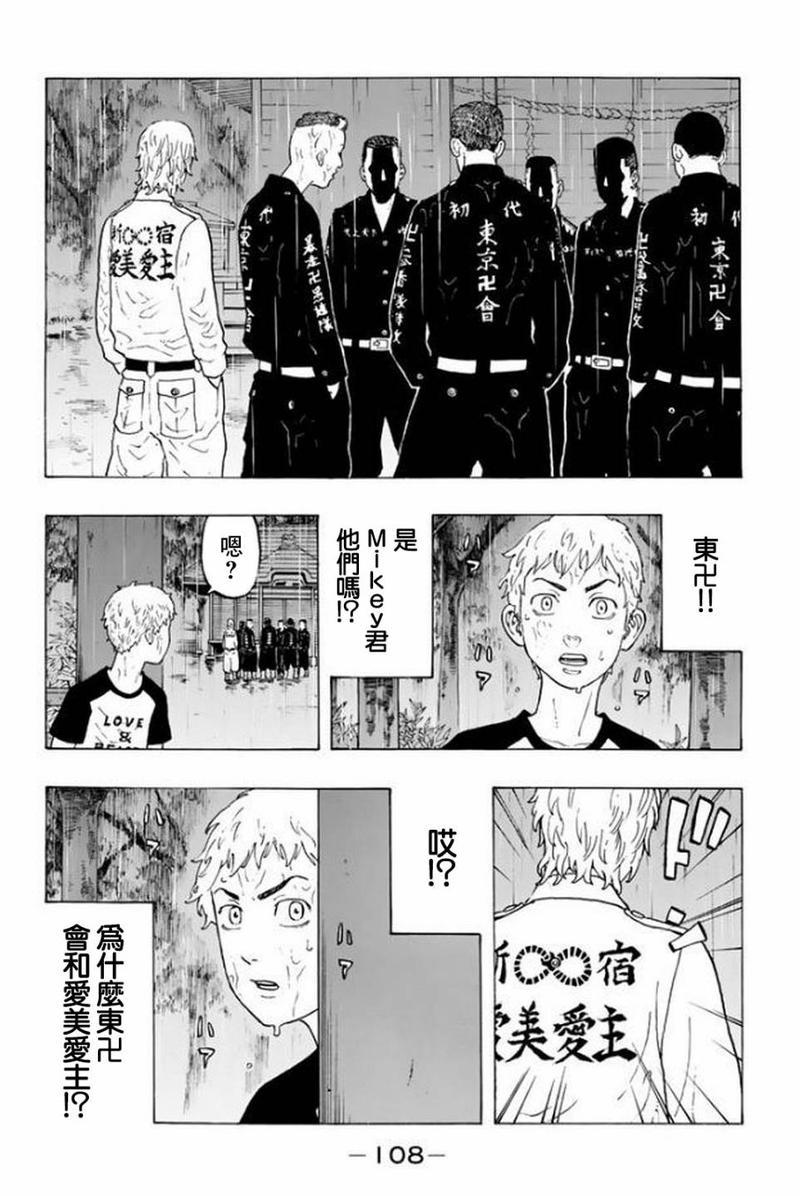 新∞宿
愛美愛主
初代
東京卍會
東京卍會
東卍!!
是
Mikey君
他們嗎!?
嗯?
LOVE
&
新∞宿
愛美愛主
哎!?
為什麼東卍
會和愛美愛主!?
—108—